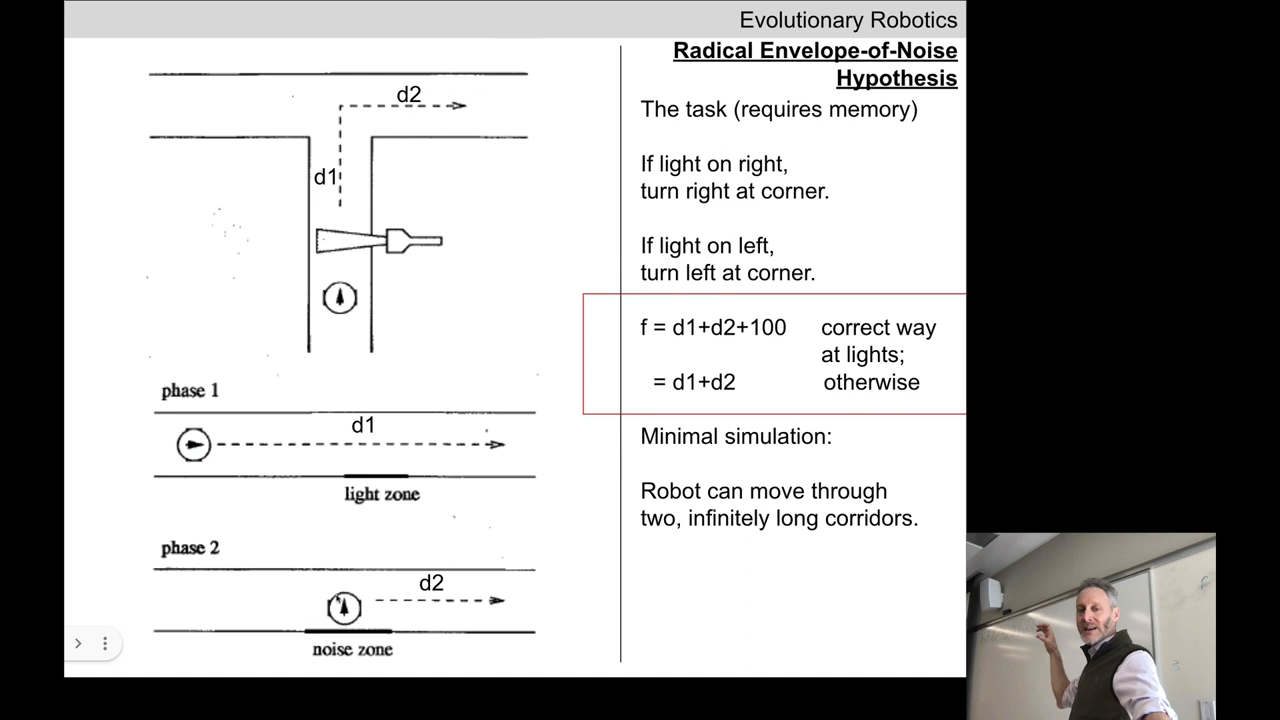 Evolutionary Robotics
Radical Envelope-of-Noise
Hypothesis
d2
d1
phase 1
d1
light zone
phase 2
d2
noise zone
The task (requires memory)
If light on right,
turn right at corner.
If light on left,
turn left at corner.
f = d1+d2+100 correct way
at lights;
= d1+d2 otherwise
Minimal simulation:
Robot can move through
two, infinitely long corridors.